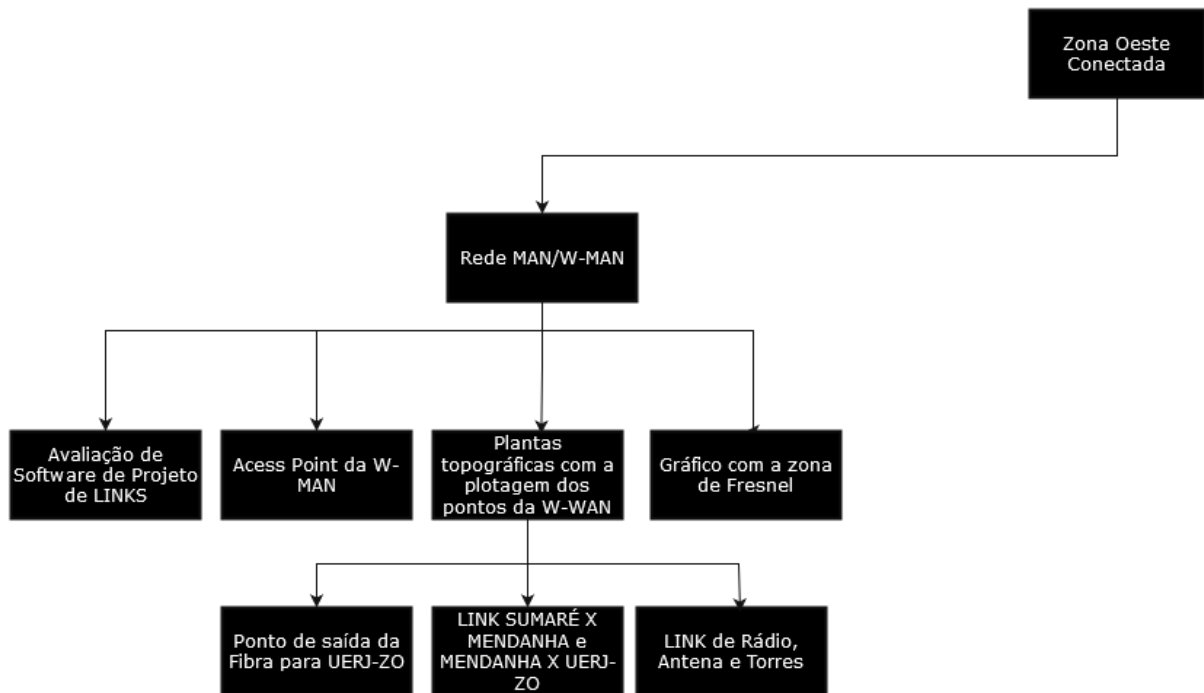 Zona Oeste
Conectada
Rede MAN/W-MAN
Avaliação de
Software de Projeto
de LINKS
Acess Point da W-
MAN
Plantas
topográficas com a
plotagem dos
pontos da W-WAN
Gráfico com a zona
de Fresnel
Ponto de saída da
Fibra para UERJ-ZO
LINK SUMARÉ X
MENDANHA e
MENDANHA X UERJ-
ZO
LINK de Rádio,
Antena e Torres